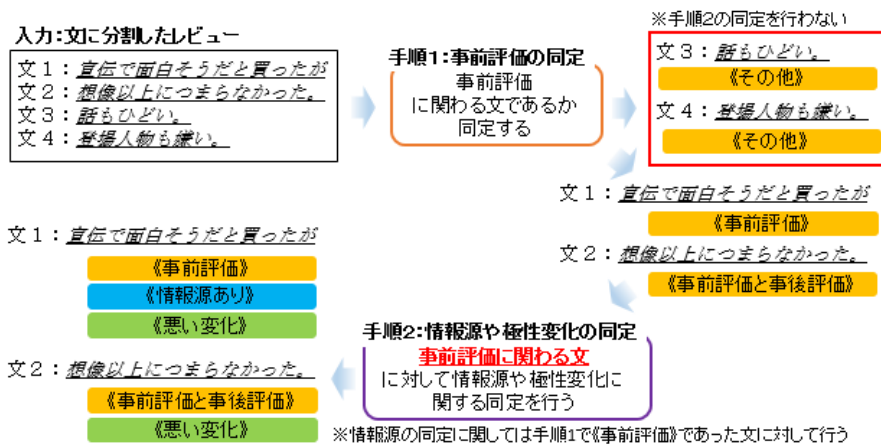 入力:文に分割したレビュー
文1:宣伝で面白そうだと買ったが
文2:想像以上につまらなかった。
文3:話もひどい。
文4:登場人物も嫌い。
手順1:事前評価の同定
事前評価
に関わる文であるか
同定する
※手順2の同定を行わない
文3:話もひどい。
《その他》
文4:登場人物も嫌い。
《その他》
文1:宣伝で面白そうだと買ったが
《事前評価》
文2:想像以上につまらなかった。
《事前評価と事後評価》
手順2:情報源や極性変化の同定
事前評価に関わる文
に対して情報源や極性変化に
関する同定を行う
※情報源の同定に関しては手順1で《事前評価》であった文に対して行う
文1:宣伝で面白そうだと買ったが
《事前評価》
《情報源あり》
《悪い変化》
文2:想像以上につまらなかった。
《事前評価と事後評価》
《悪い変化》